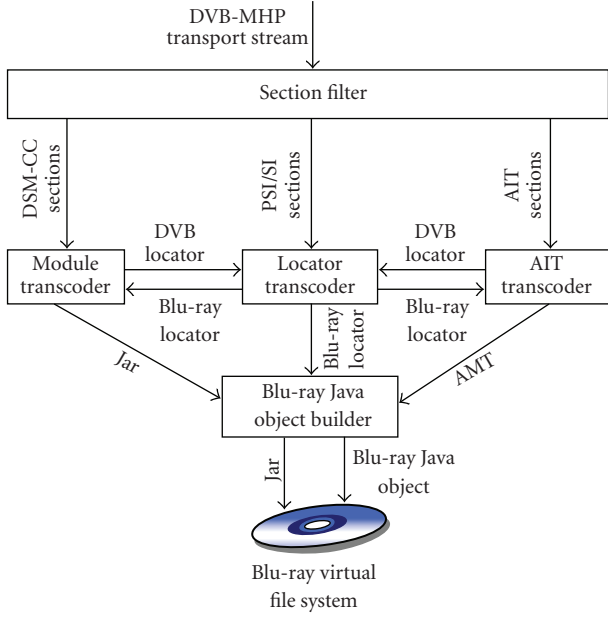 DVB-MHP
transport stream
Section filter
DSM-CC
sections
PSI/SI
sections
AIT
sections
DVB
locator
DVB
locator
Module
transcoder
Locator
transcoder
AIT
transcoder
Blu-ray
locator
Blu-ray
locator
Blu-ray
locator
Jar
AMT
Blu-ray Java
object builder
Jar
Blu-ray Java
object
Blu-ray virtual
file system